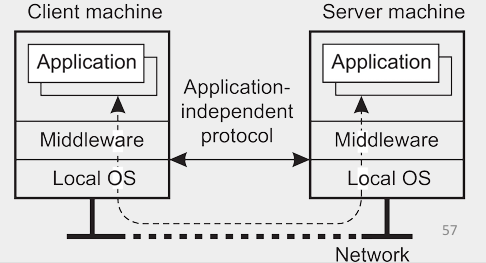 Client machine
Server machine
Application
Application
Application-
independent
protocol
Middleware
Middleware
Local OS
Local OS
57
Network